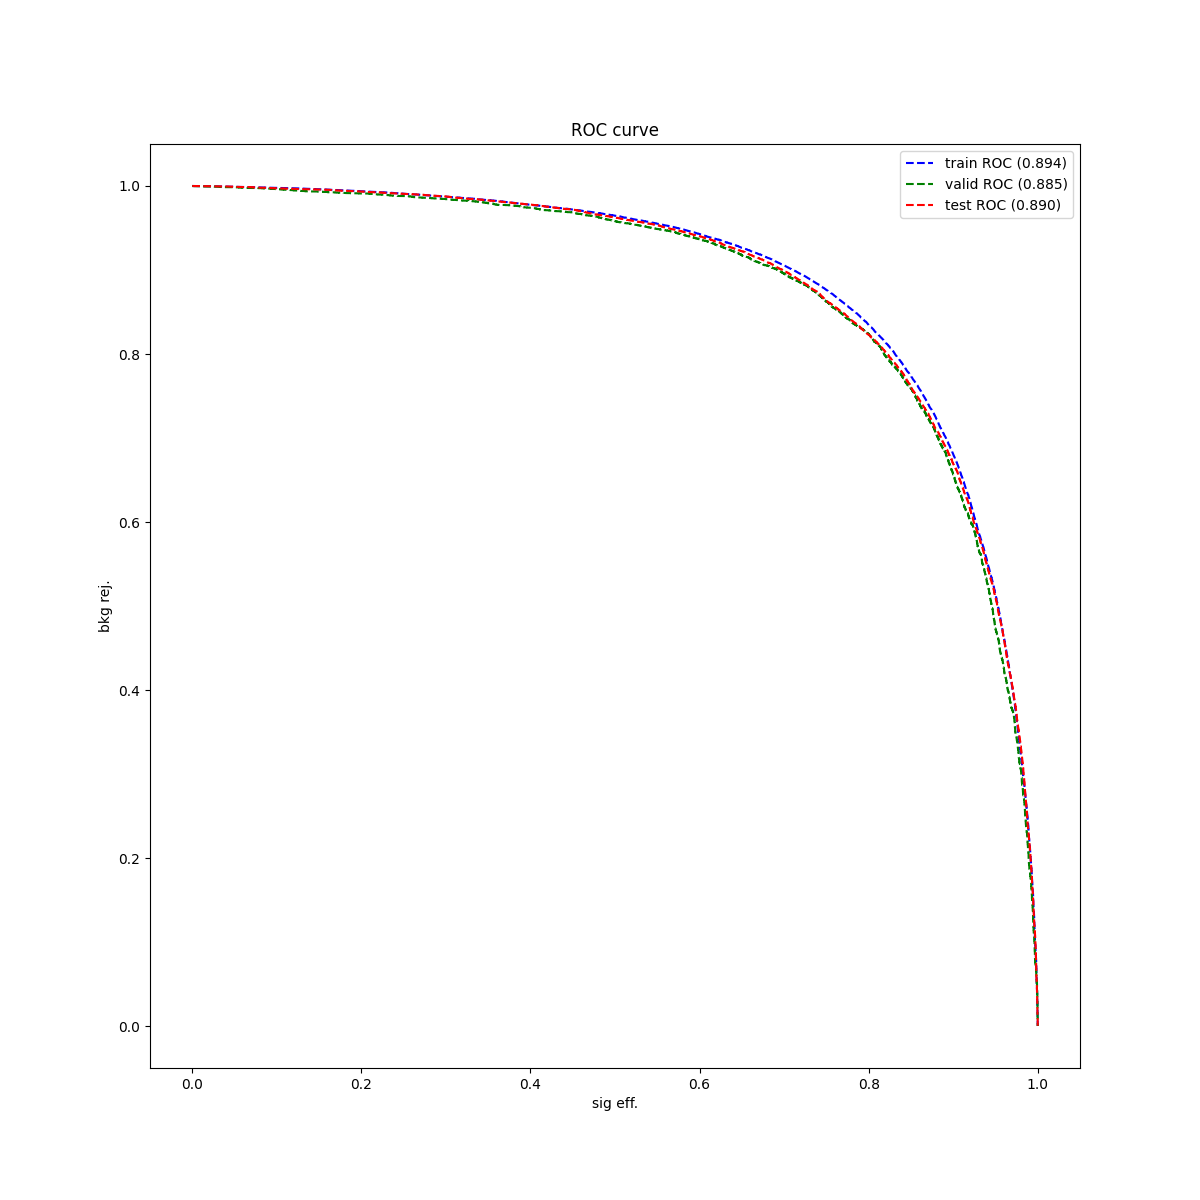 ROC curve
train ROC (0.894)
valid ROC (0.885)
test ROC (0.890)
1.0
0.8
0.6
0.4
0.2
0.0
bkg rej.
0.0 0.2 0.4 0.6 0.8 1.0
sig eff.